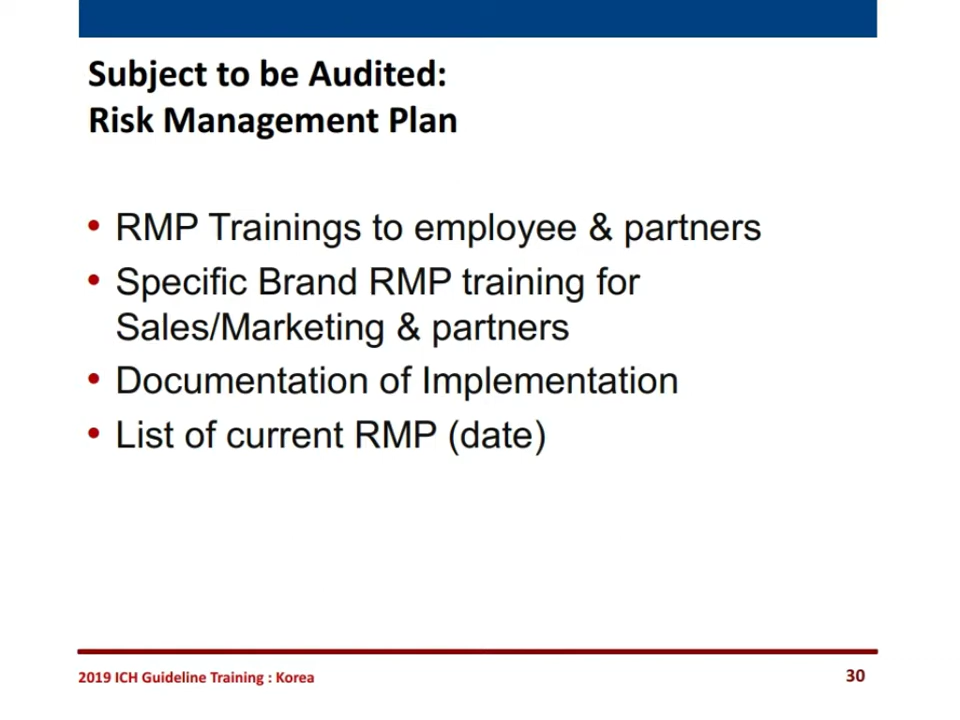 Subject to be Audited:
Risk Management Plan
• RMP Trainings to employee & partners
• Specific Brand RMP training for
Sales/Marketing & partners
• Documentation of Implementation
• List of current RMP (date)
2019 ICH Guideline Training : Korea
30